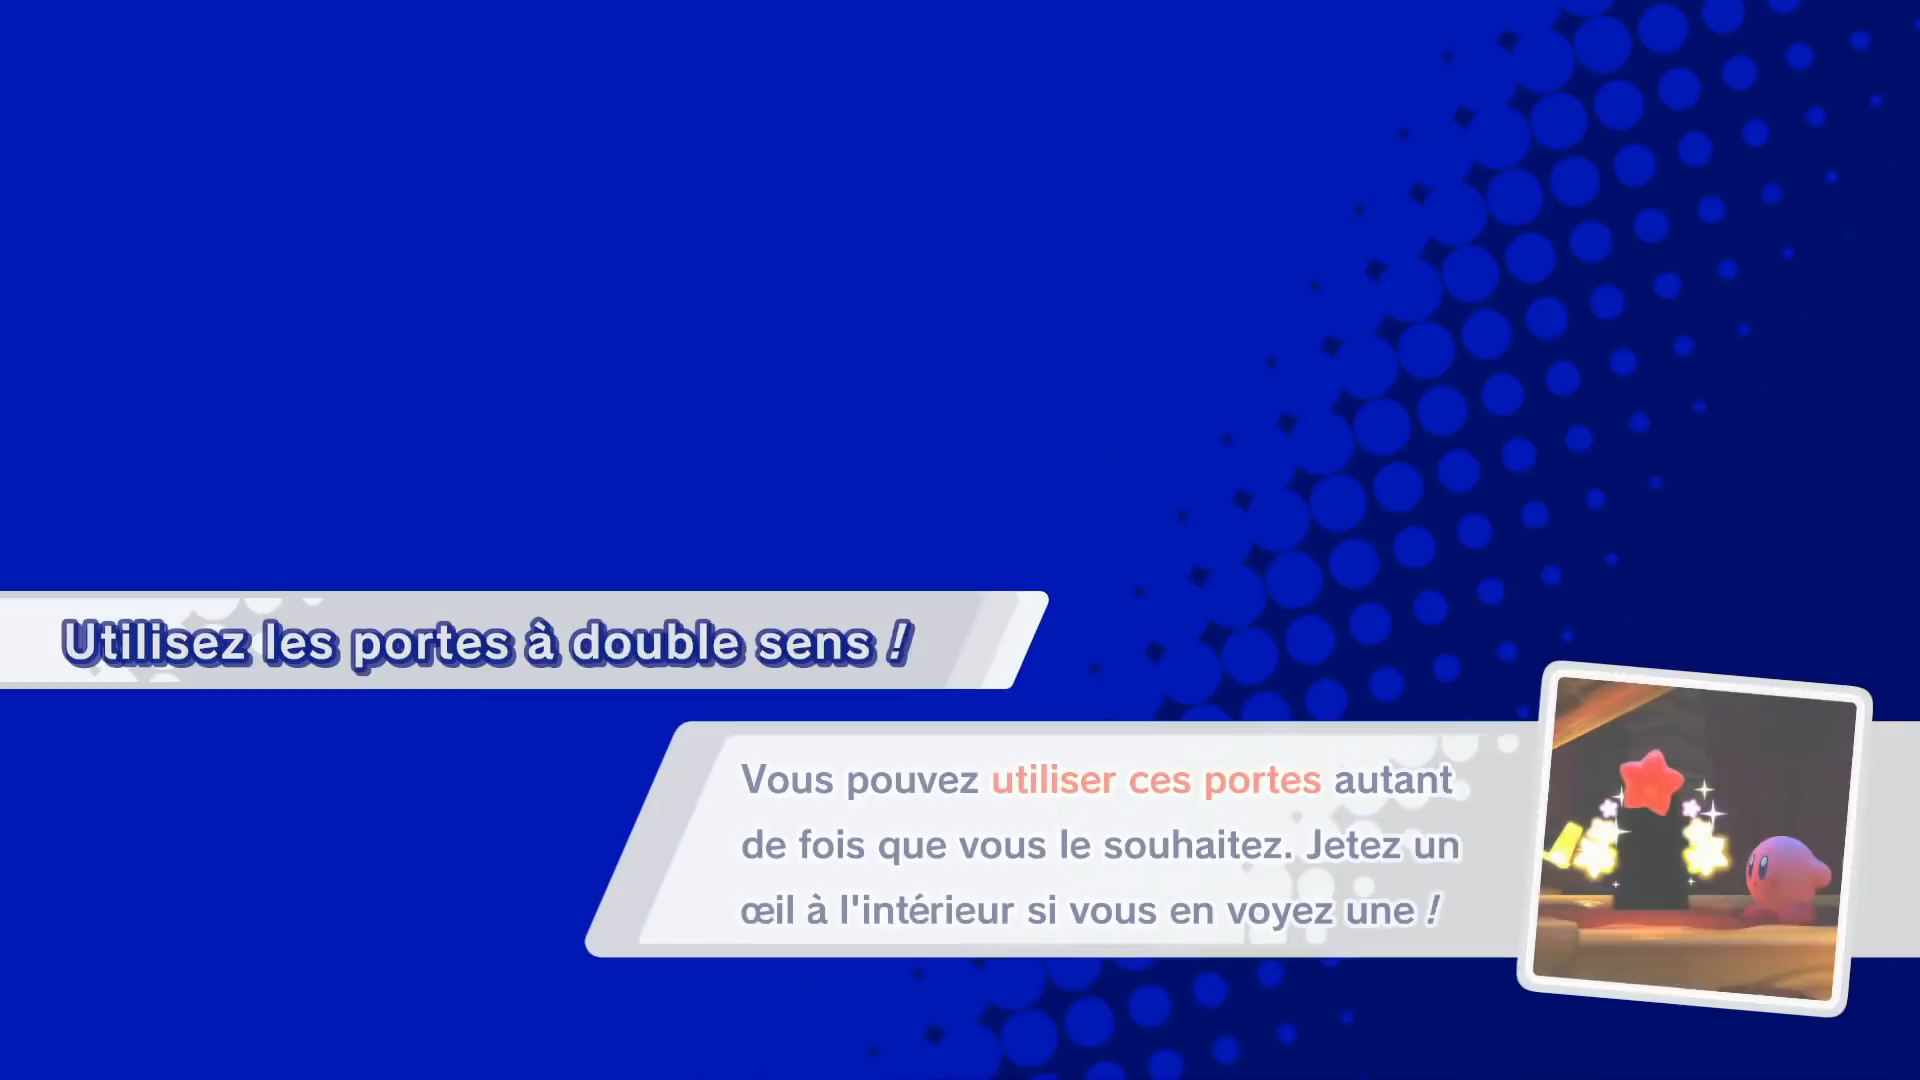 Utilisez les portes à double sens !
Vous pouvez utiliser ces portes autant
de fois que vous le souhaitez. Jetez un
œil à l'intérieur si vous en voyez une !